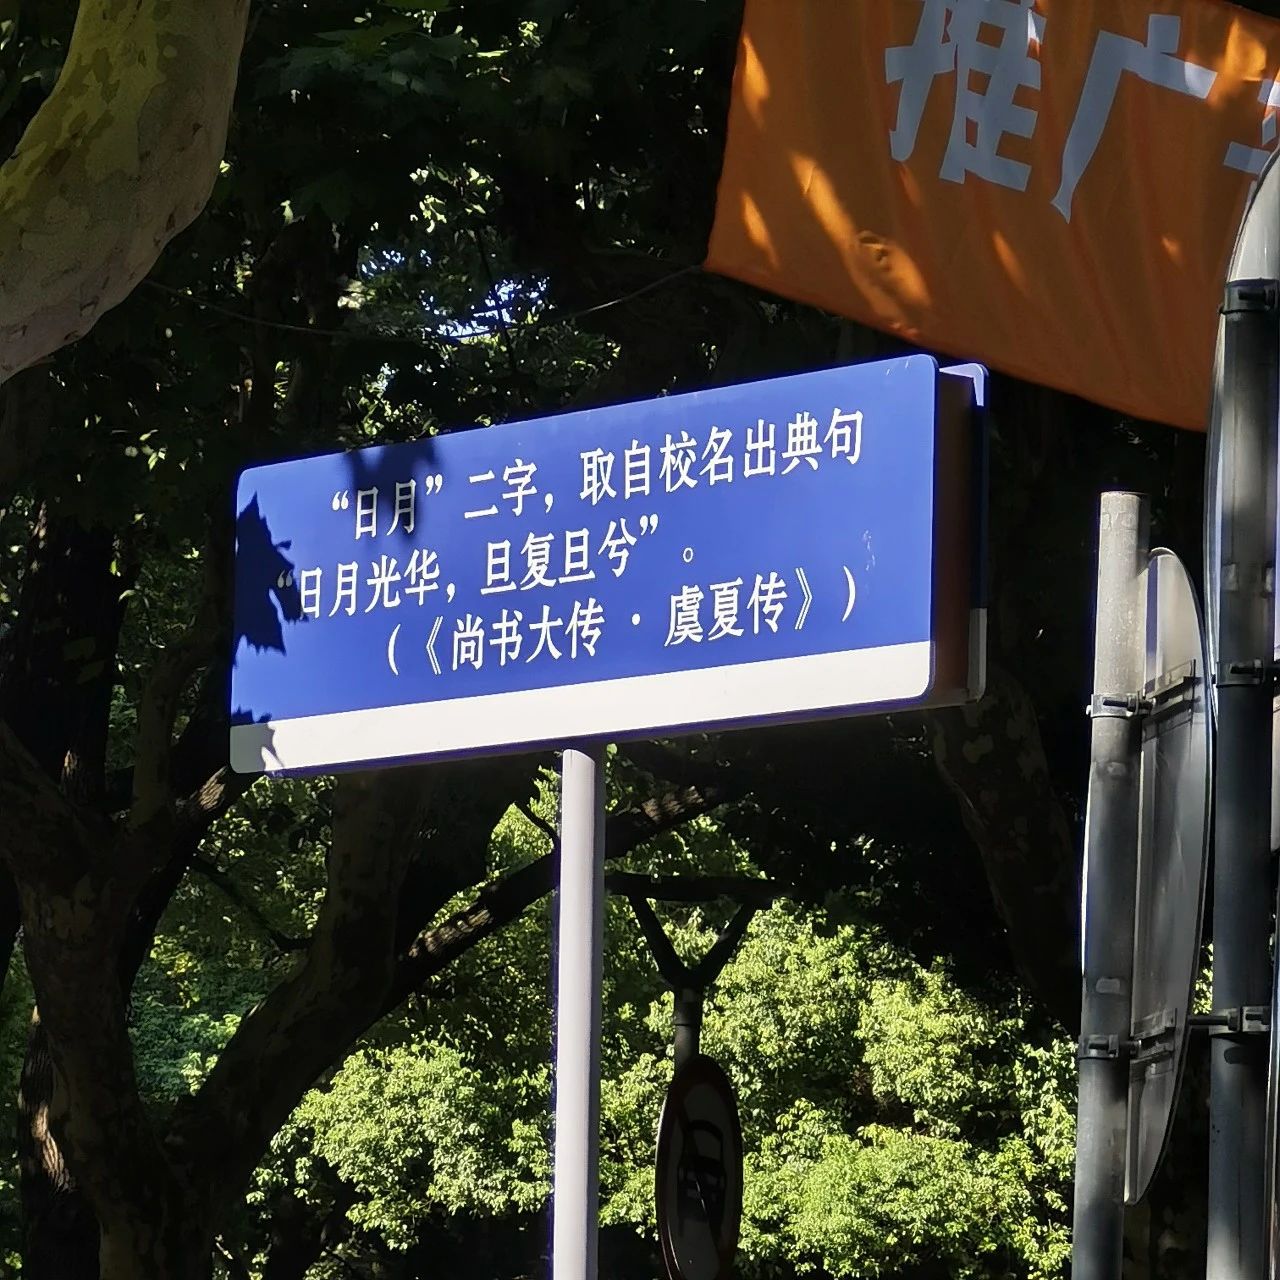 推广
“日月”二字，取自校名出典句
“日月光华，旦复旦兮”。
（《尚书大传·虞夏传》）